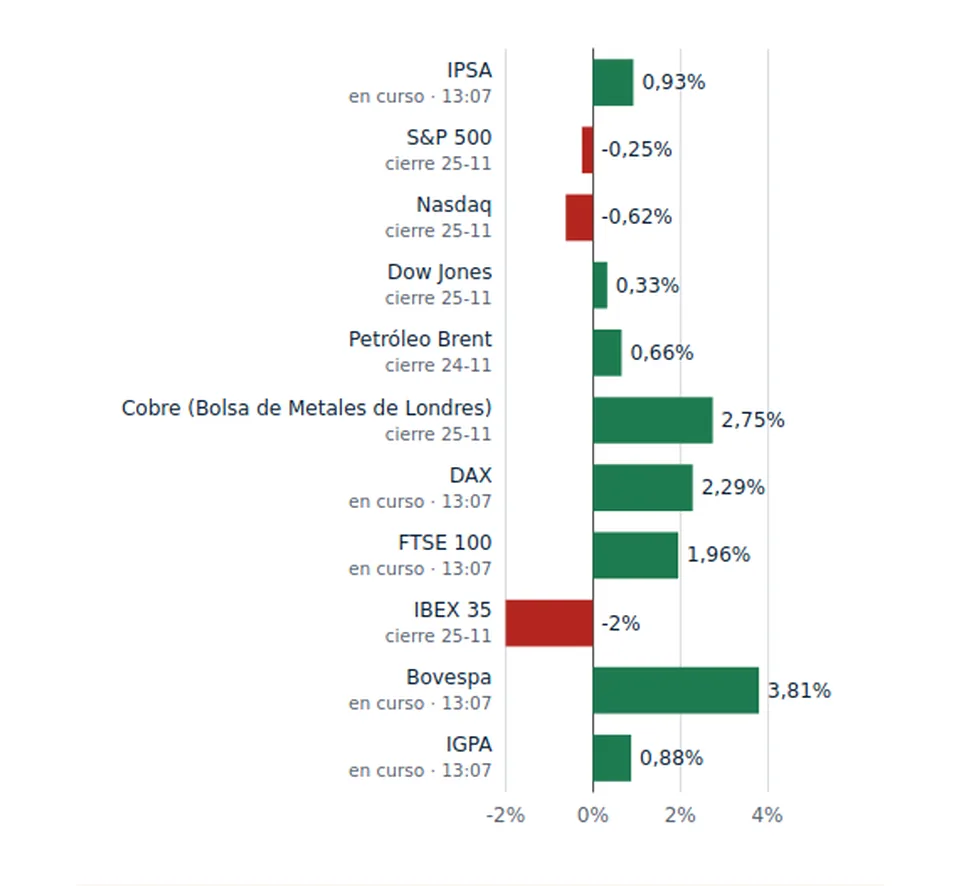 IPSA
en curso · 13:07
0,93%
S&P 500
cierre 25-11
-0,25%
Nasdaq
cierre 25-11
-0,62%
Dow Jones
cierre 25-11
0,33%
Petróleo Brent
cierre 24-11
0,66%
Cobre (Bolsa de Metales de Londres)
cierre 25-11
2,75%
DAX
en curso · 13:07
2,29%
FTSE 100
en curso · 13:07
1,96%
IBEX 35
cierre 25-11
-2%
Bovespa
en curso · 13:07
3,81%
IGPA
en curso · 13:07
0,88%
-2% 0% 2% 4%